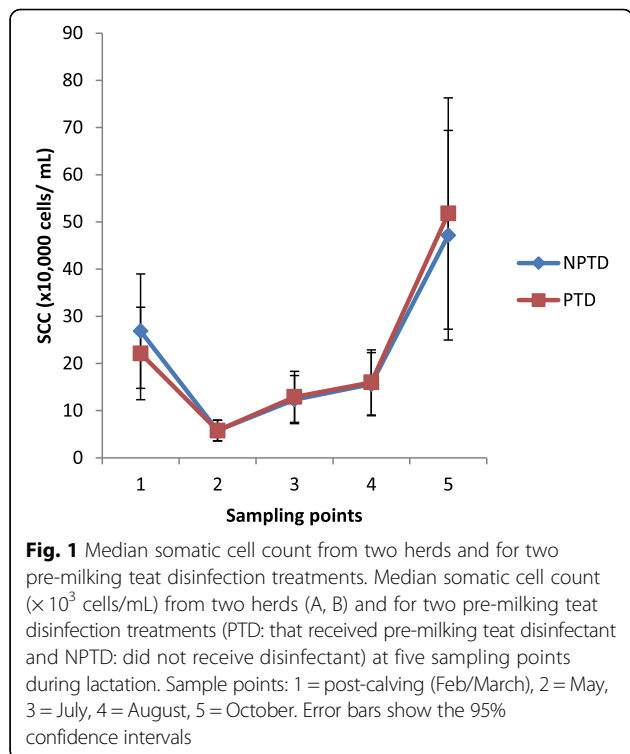 90
80
70
60
50
40
30
20
10
0
SCC (x10,000 cells/ mL)
NPTD
PTD
1 2 3 4 5
Sampling points
Fig. 1 Median somatic cell count from two herds and for two
pre-milking teat disinfection treatments. Median somatic cell count
(× 10³ cells/mL) from two herds (A, B) and for two pre-milking teat
disinfection treatments (PTD: that received pre-milking teat disinfectant
and NPTD: did not receive disinfectant) at five sampling points
during lactation. Sample points: 1 = post-calving (Feb/March), 2 = May,
3 = July, 4 = August, 5 = October. Error bars show the 95%
confidence intervals